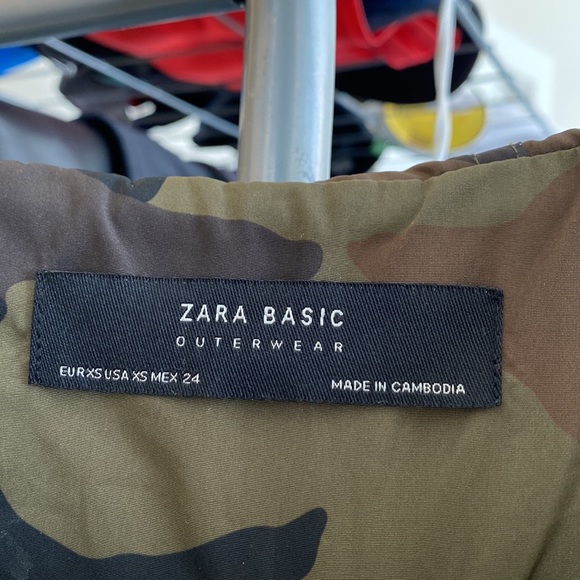 ZARA BASIC
OUTERWEAR
EUR XS USA XS MEX 24
MADE IN CAMBODIA